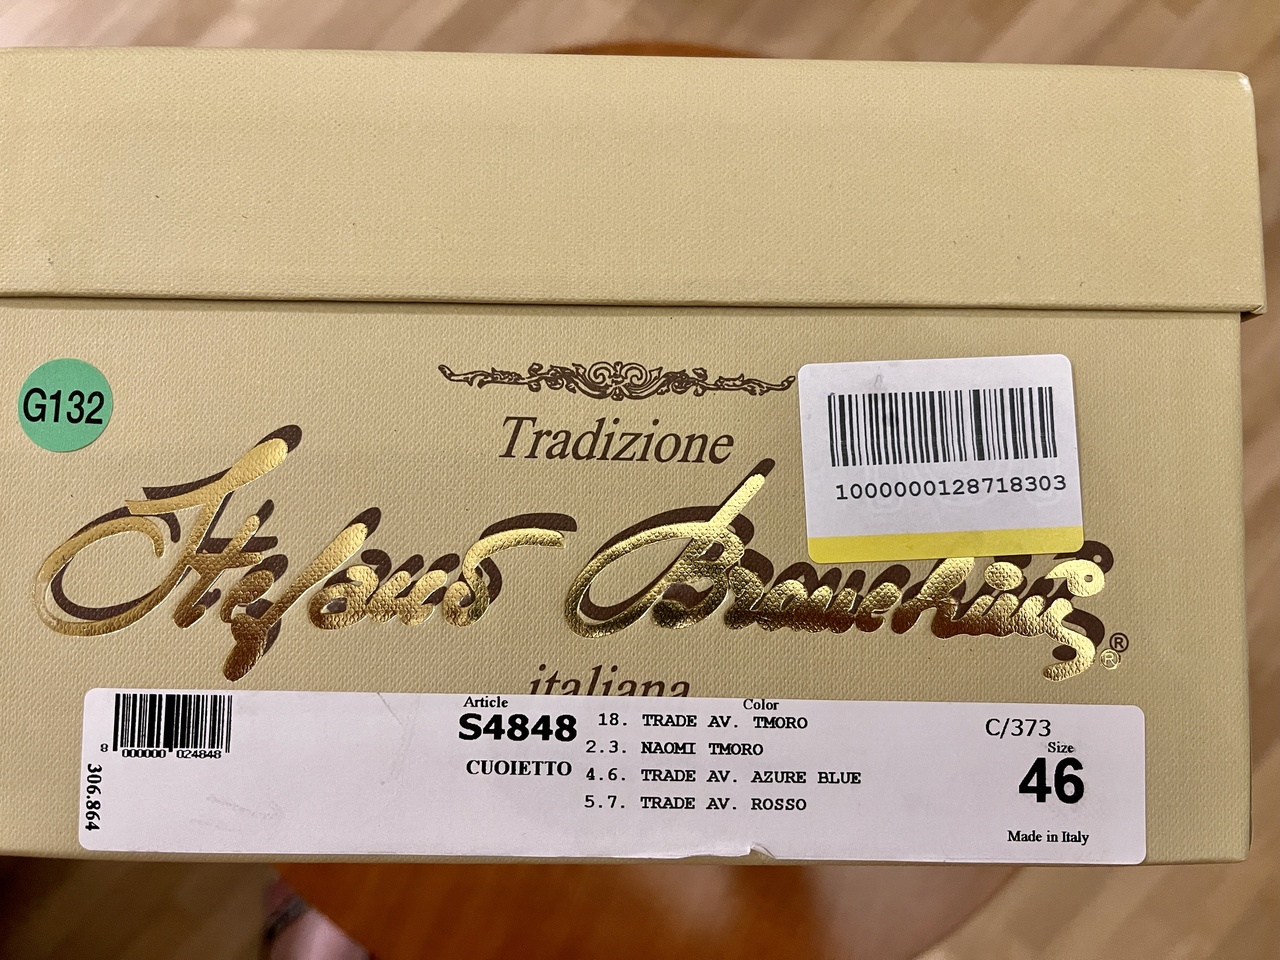 G132
Tradizione
1000000128718303
Stefano Branchini
®
®
italiana
8 000000 024848
306.864
Article
S4848
CUOIETTO
Color
18. TRADE AV. TMORO
2.3. NAOMI TMORO
4.6. TRADE AV. AZURE BLUE
5.7. TRADE AV. ROSSO
C/373
Size
46
Made in Italy